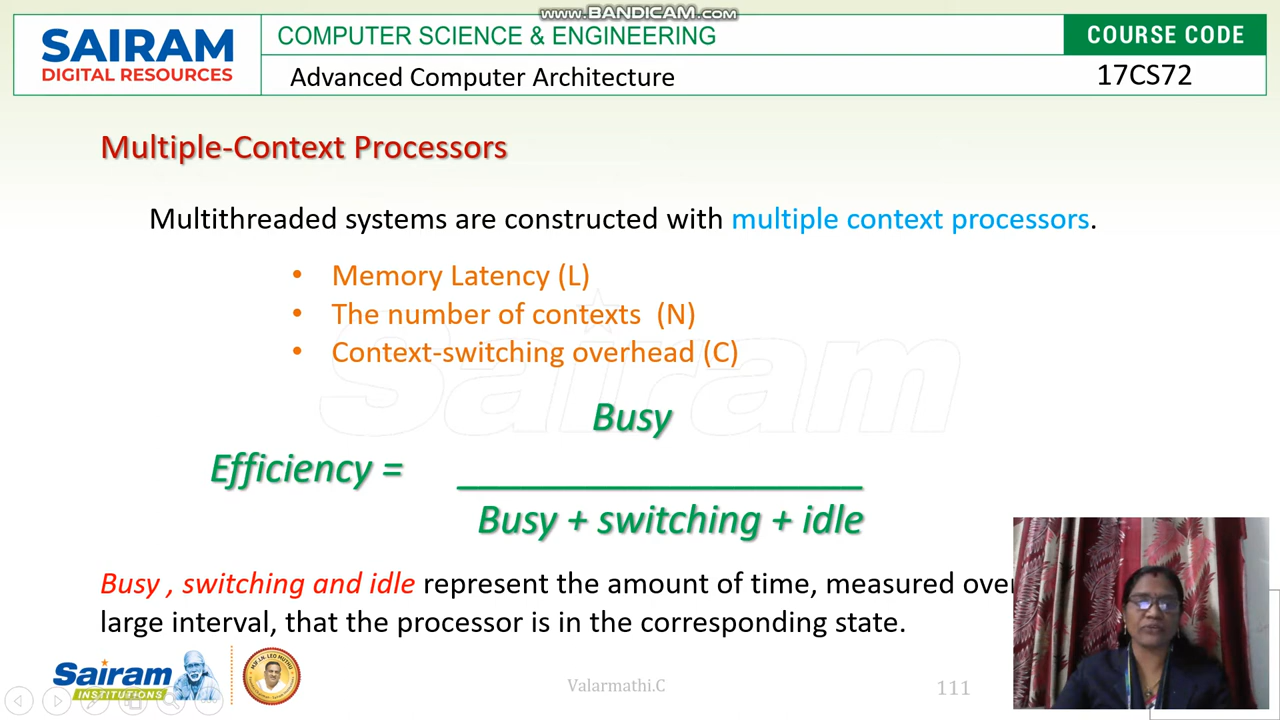 www.BANDICAM.com
SAIRAM
DIGITAL RESOURCES
COMPUTER SCIENCE & ENGINEERING
COURSE CODE
Advanced Computer Architecture
17CS72
Multiple-Context Processors
Multithreaded systems are constructed with multiple context processors.
• Memory Latency (L)
• The number of contexts (N)
• Context-switching overhead (C)
Sairam
Busy
Efficiency =
Busy + switching + idle
Busy , switching and idle represent the amount of time, measured over
large interval, that the processor is in the corresponding state.
Sairam
INSTITUTIONS
Valarmathi.C
111